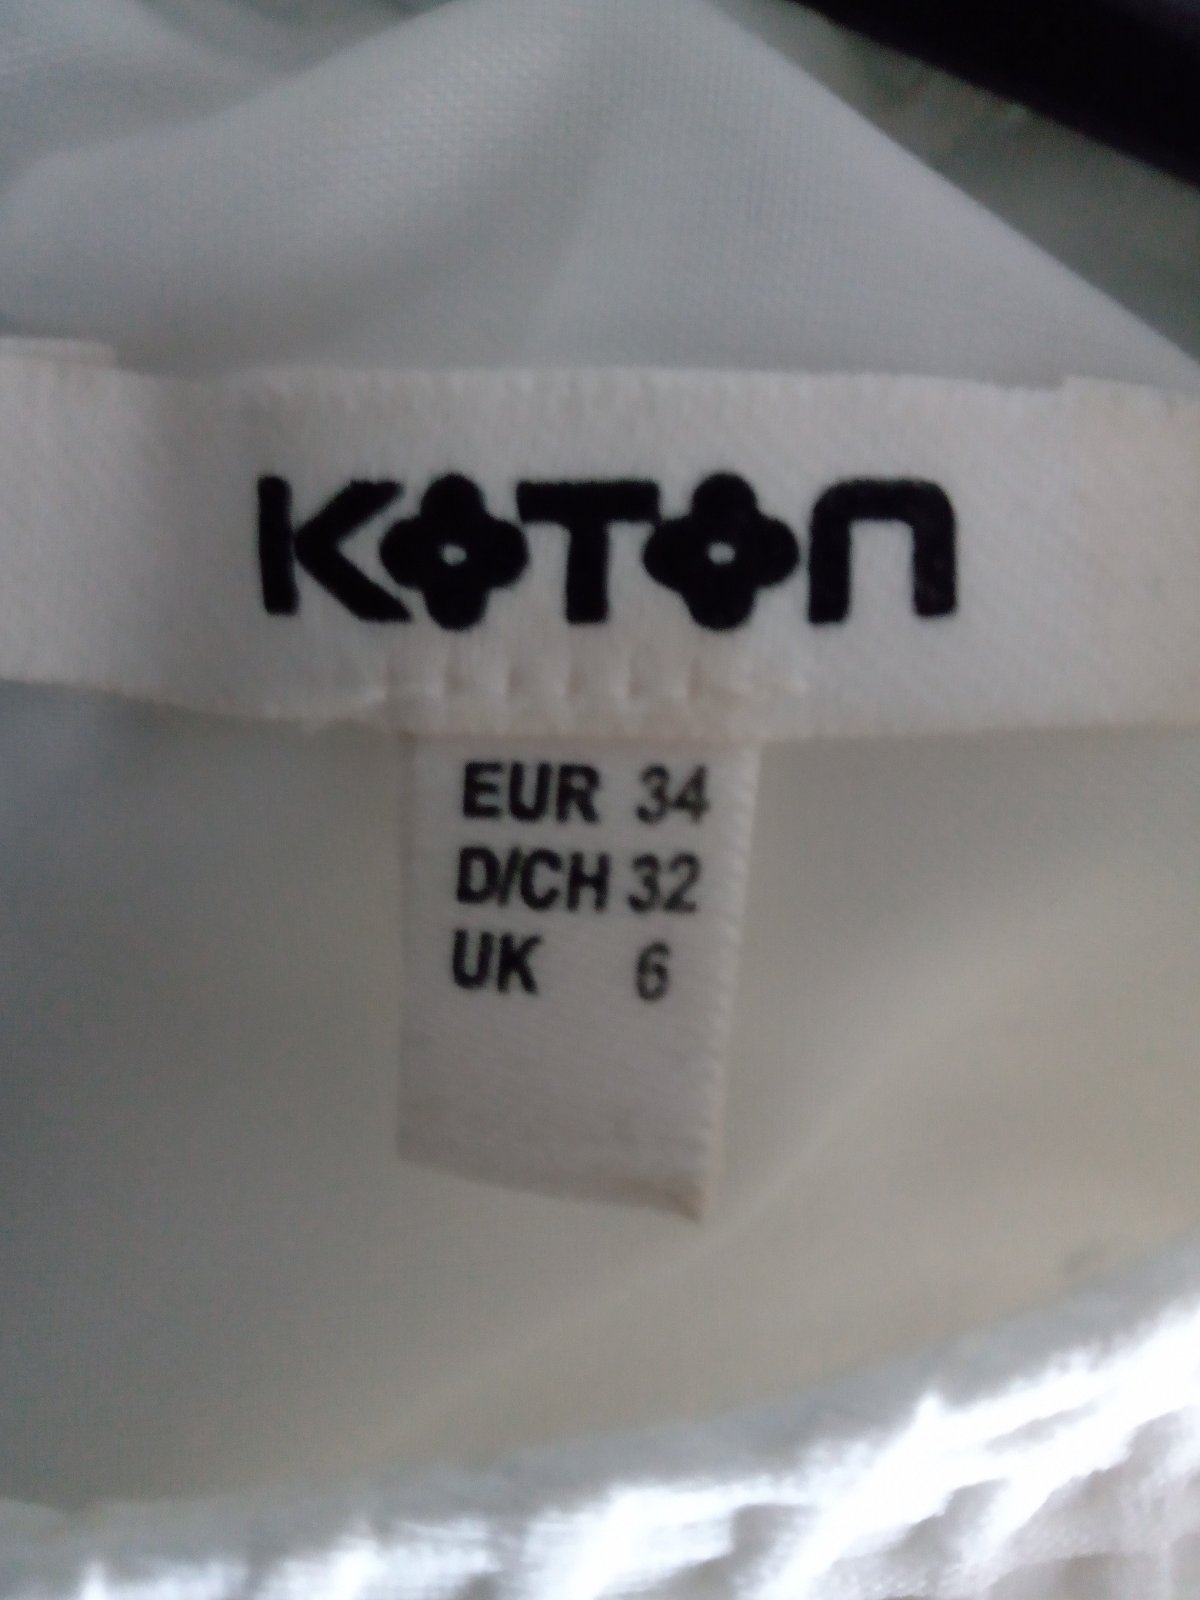 KOTON
EUR 34
D/CH 32
UK 6